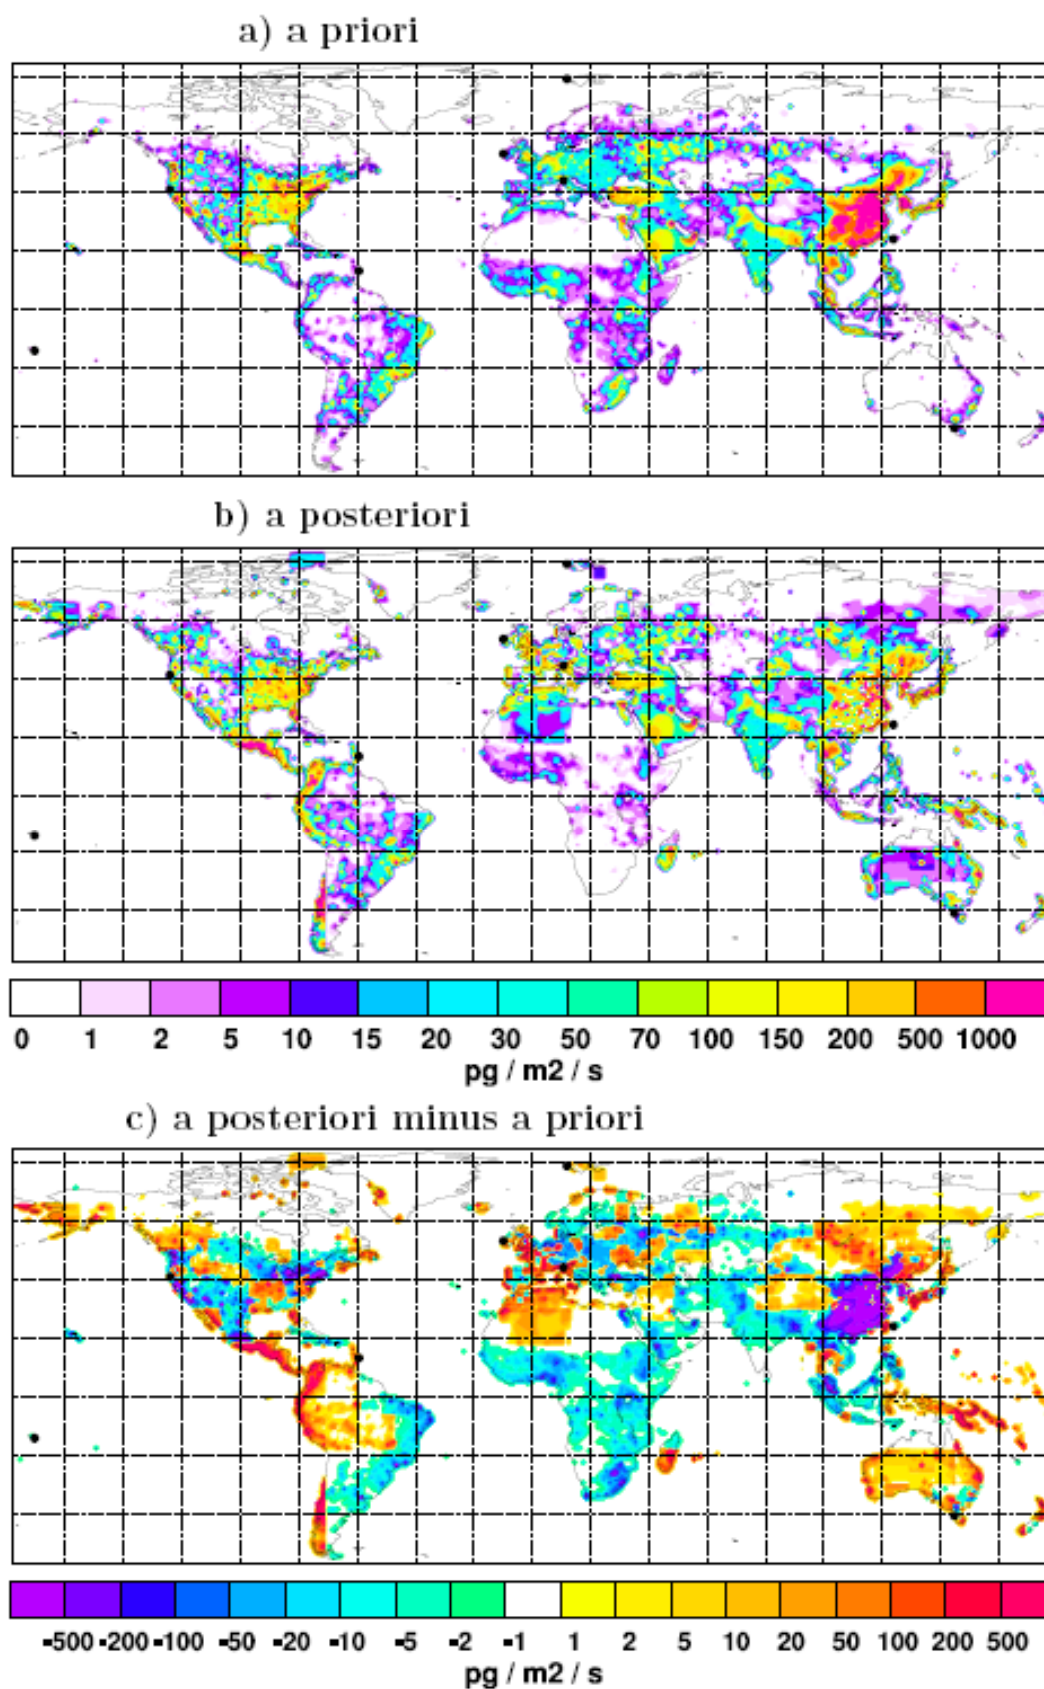 a) a priori
b) a posteriori
0 1 2 5 10 15 20 30 50 70 100 150 200 500 1000
pg / m2 / s
c) a posteriori minus a priori
-500 -200 -100 -50 -20 -10 -5 -2 -1 1 2 5 10 20 50 100 200 500
pg / m2 / s